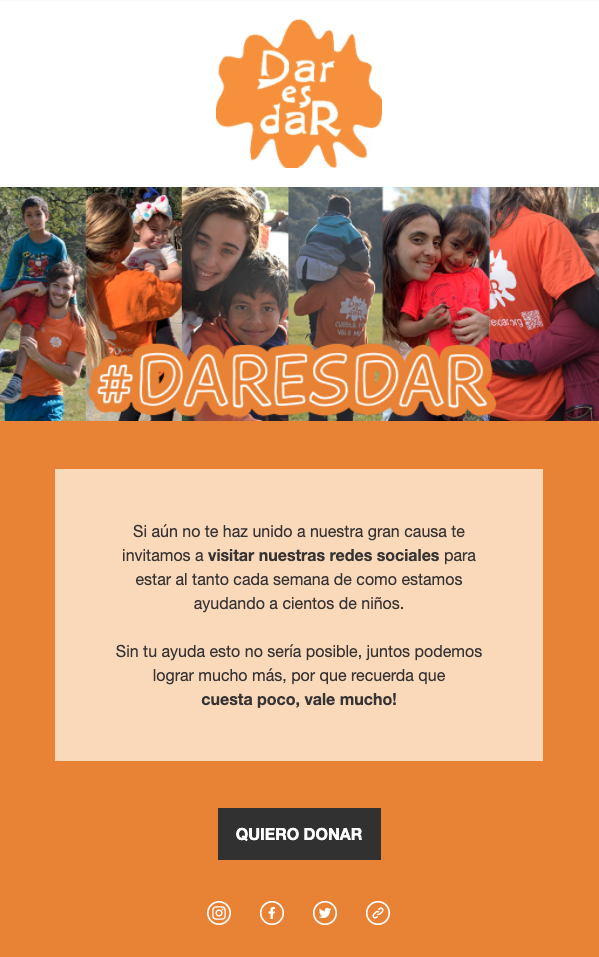 Dar
es
daR
#DARESDAR
Si aún no te haz unido a nuestra gran causa te
invitamos a visitar nuestras redes sociales para
estar al tanto cada semana de como estamos
ayudando a cientos de niños.
Sin tu ayuda esto no sería posible, juntos podemos
lograr mucho más, por que recuerda que
cuesta poco, vale mucho!
QUIERO DONAR